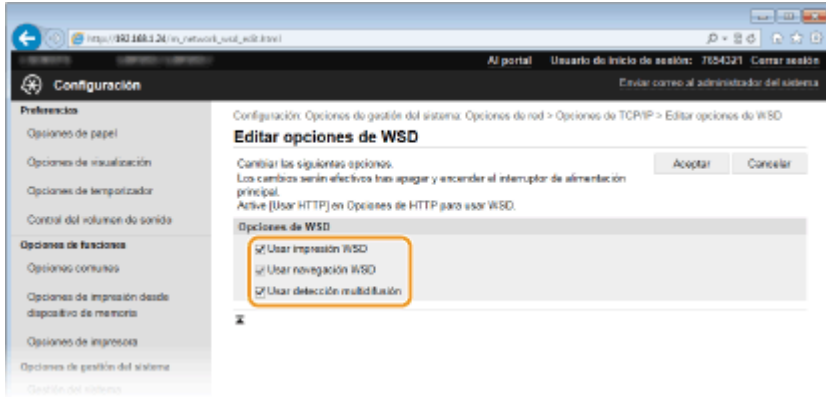 http://192.168.1.24/m_network_wsd_edit.html
Al portal Usuario de inicio de sesión: 7654321 Cerrar sesión
Configuración
Enviar correo al administrador del sistema
Preferencias
Opciones de papel
Opciones de visualización
Opciones de temporizador
Control del volumen de sonido
Opciones de funciones
Opciones comunes
Opciones de impresión desde
dispositivo de memoria
Opciones de impresora
Opciones de gestión del sistema
Gestión del sistema
Configuración: Opciones de gestión del sistema: Opciones de red > Opciones de TCP/IP > Editar opciones de WSD
Editar opciones de WSD
Cambiar las siguientes opciones.
Los cambios serán efectivos tras apagar y encender el interruptor de alimentación
principal.
Active [Usar HTTP] en Opciones de HTTP para usar WSD.
Aceptar Cancelar
Opciones de WSD
Usar impresión WSD
Usar navegación WSD
Usar detección multidifusión